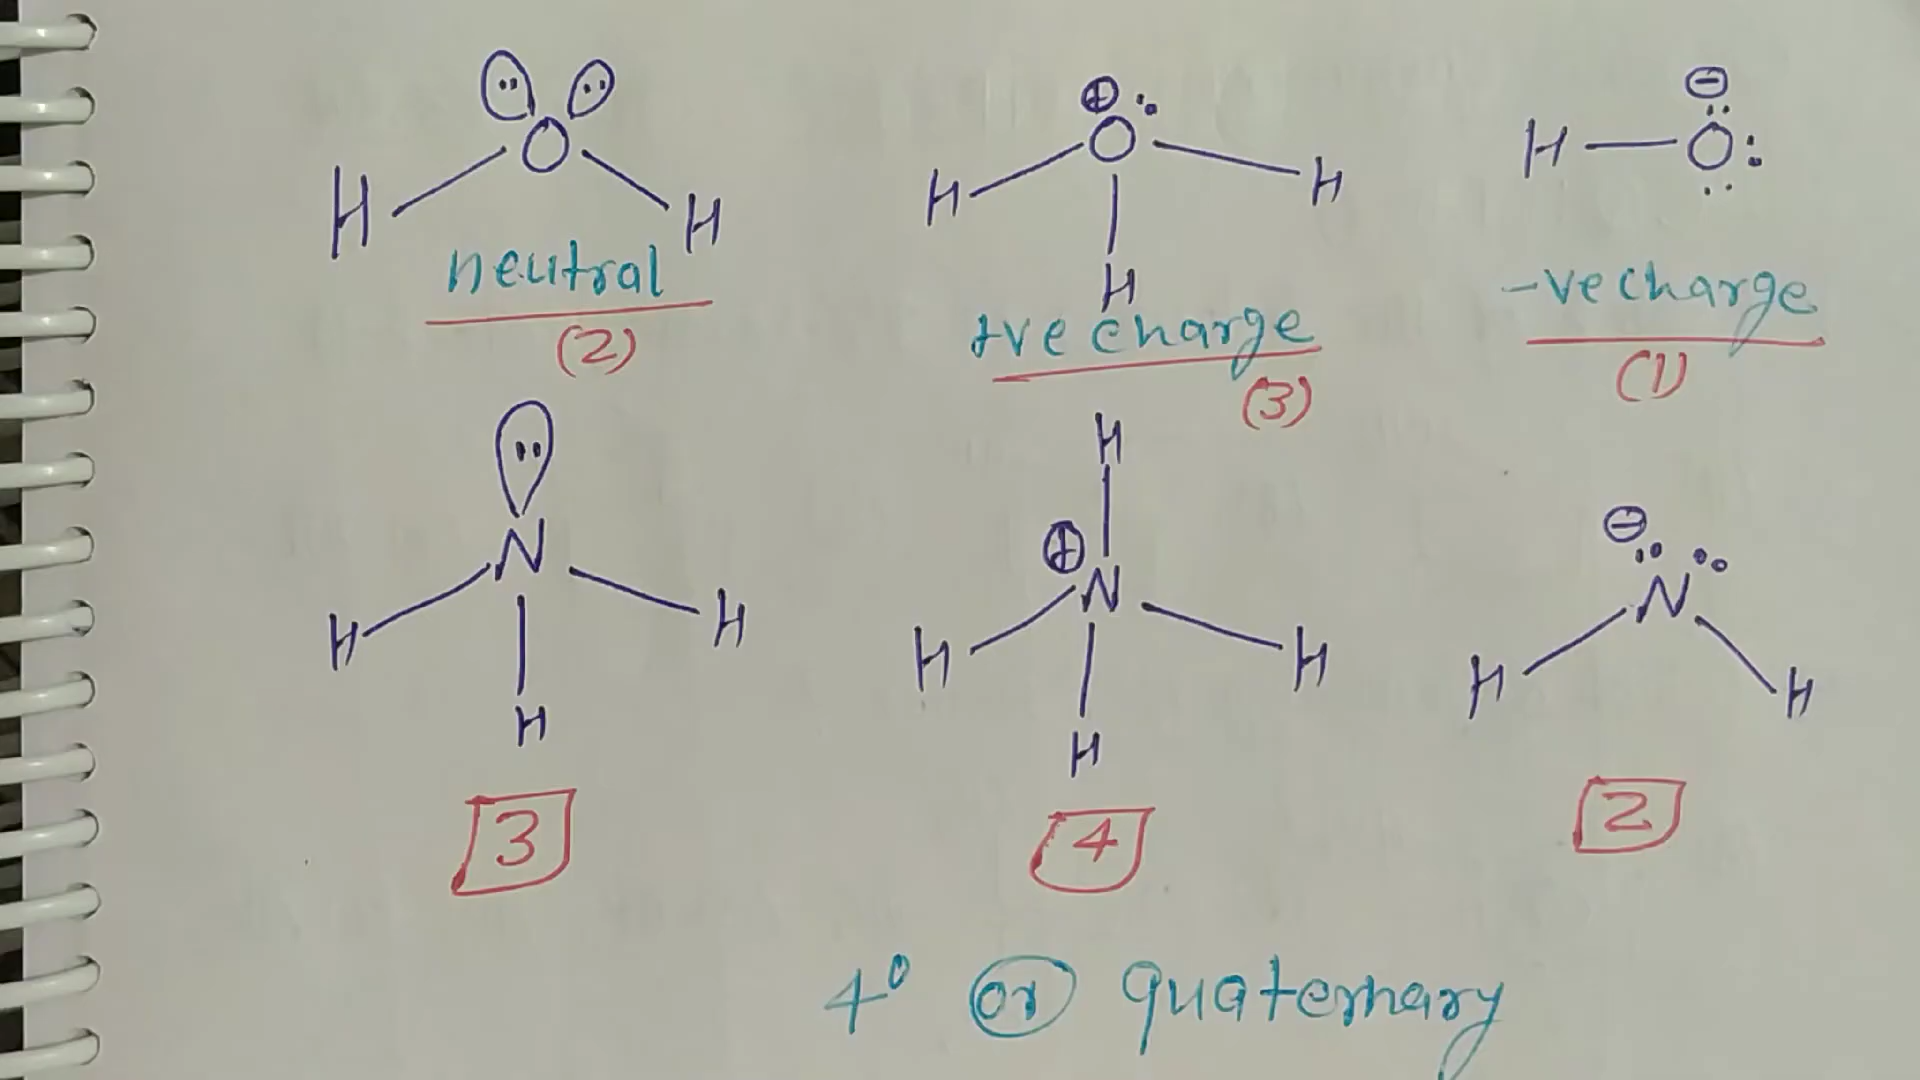 O
H H
neutral
(2)
⊕
O
H H
H
+ve charge
(3)
⊖
H O
-ve charge
(1)
N
H H
H
3
H
⊕
N
H H
H
4
⊖
N
H H
2
4° or quaternary